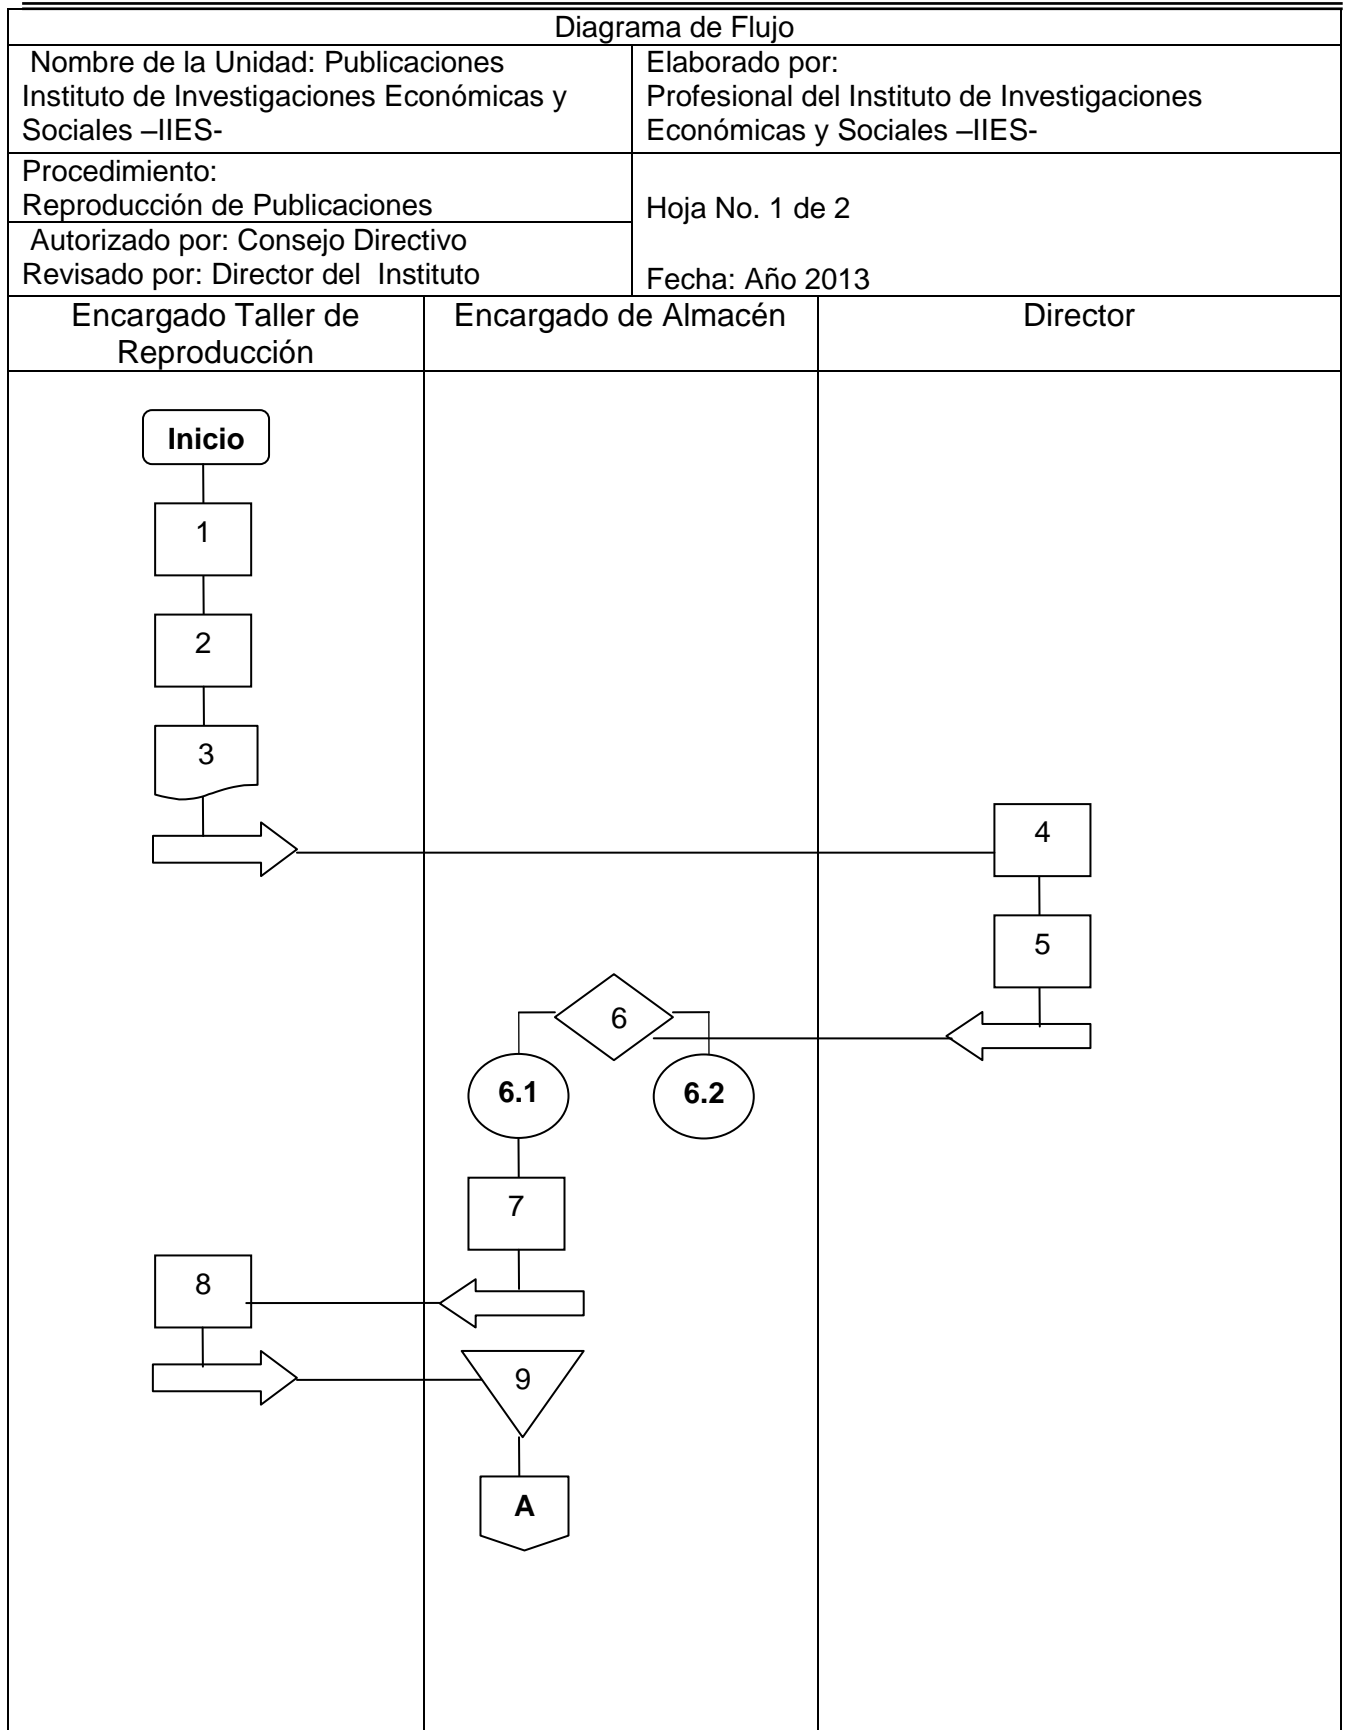 Diagrama de Flujo
Nombre de la Unidad: Publicaciones
Instituto de Investigaciones Económicas y
Sociales –IIES-
Elaborado por:
Profesional del Instituto de Investigaciones
Económicas y Sociales –IIES-
Procedimiento:
Reproducción de Publicaciones
Autorizado por: Consejo Directivo
Revisado por: Director del Instituto
Hoja No. 1 de 2
Fecha: Año 2013
Encargado Taller de
Reproducción
Encargado de Almacén
Director
Inicio
1
2
3
4
5
6
6.1
6.2
7
8
9
A